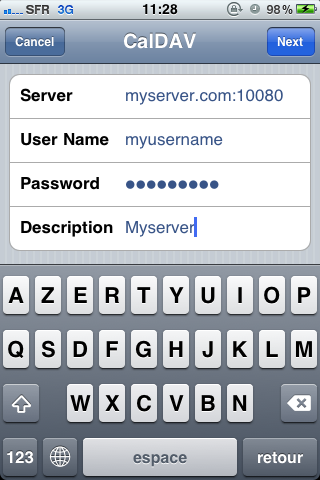 SFR 3G 11:28 98%
Cancel CalDAV Next
Server myserver.com:10080
User Name myusername
Password ●●●●●●●●●
Description Myserver
A Z E R T Y U I O P
Q S D F G H J K L M
W X C V B N
123 espace retour